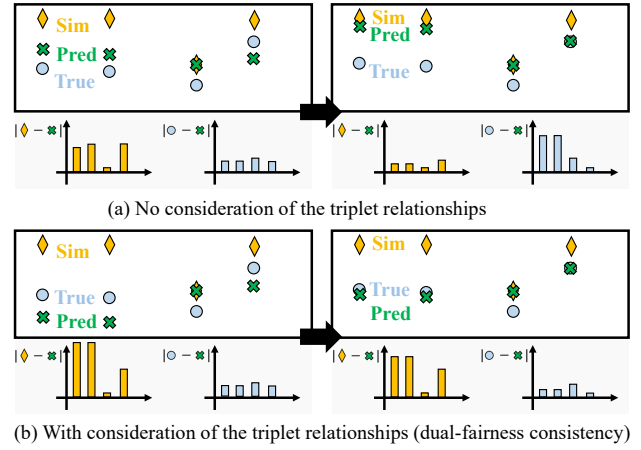 Sim
Pred
True
Sim
Pred
True
| − |
| − |
| − |
| − |
(a) No consideration of the triplet relationships
Sim
True
Pred
Sim
True
Pred
| − |
| − |
| − |
| − |
(b) With consideration of the triplet relationships (dual-fairness consistency)